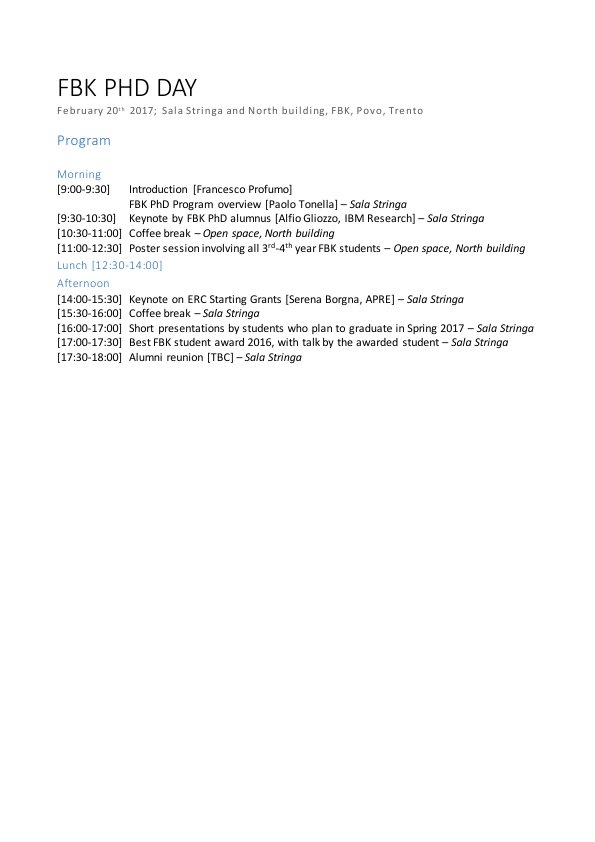 FBK PHD DAY
February 20th 2017; Sala Stringa and North building, FBK, Povo, Trento
Program
Morning
[9:00-9:30] Introduction [Francesco Profumo]
FBK PhD Program overview [Paolo Tonella] – Sala Stringa
[9:30-10:30] Keynote by FBK PhD alumnus [Alfio Gliozzo, IBM Research] – Sala Stringa
[10:30-11:00] Coffee break – Open space, North building
[11:00-12:30] Poster session involving all 3rd-4th year FBK students – Open space, North building
Lunch [12:30-14:00]
Afternoon
[14:00-15:30] Keynote on ERC Starting Grants [Serena Borgna, APRE] – Sala Stringa
[15:30-16:00] Coffee break – Sala Stringa
[16:00-17:00] Short presentations by students who plan to graduate in Spring 2017 – Sala Stringa
[17:00-17:30] Best FBK student award 2016, with talk by the awarded student – Sala Stringa
[17:30-18:00] Alumni reunion [TBC] – Sala Stringa